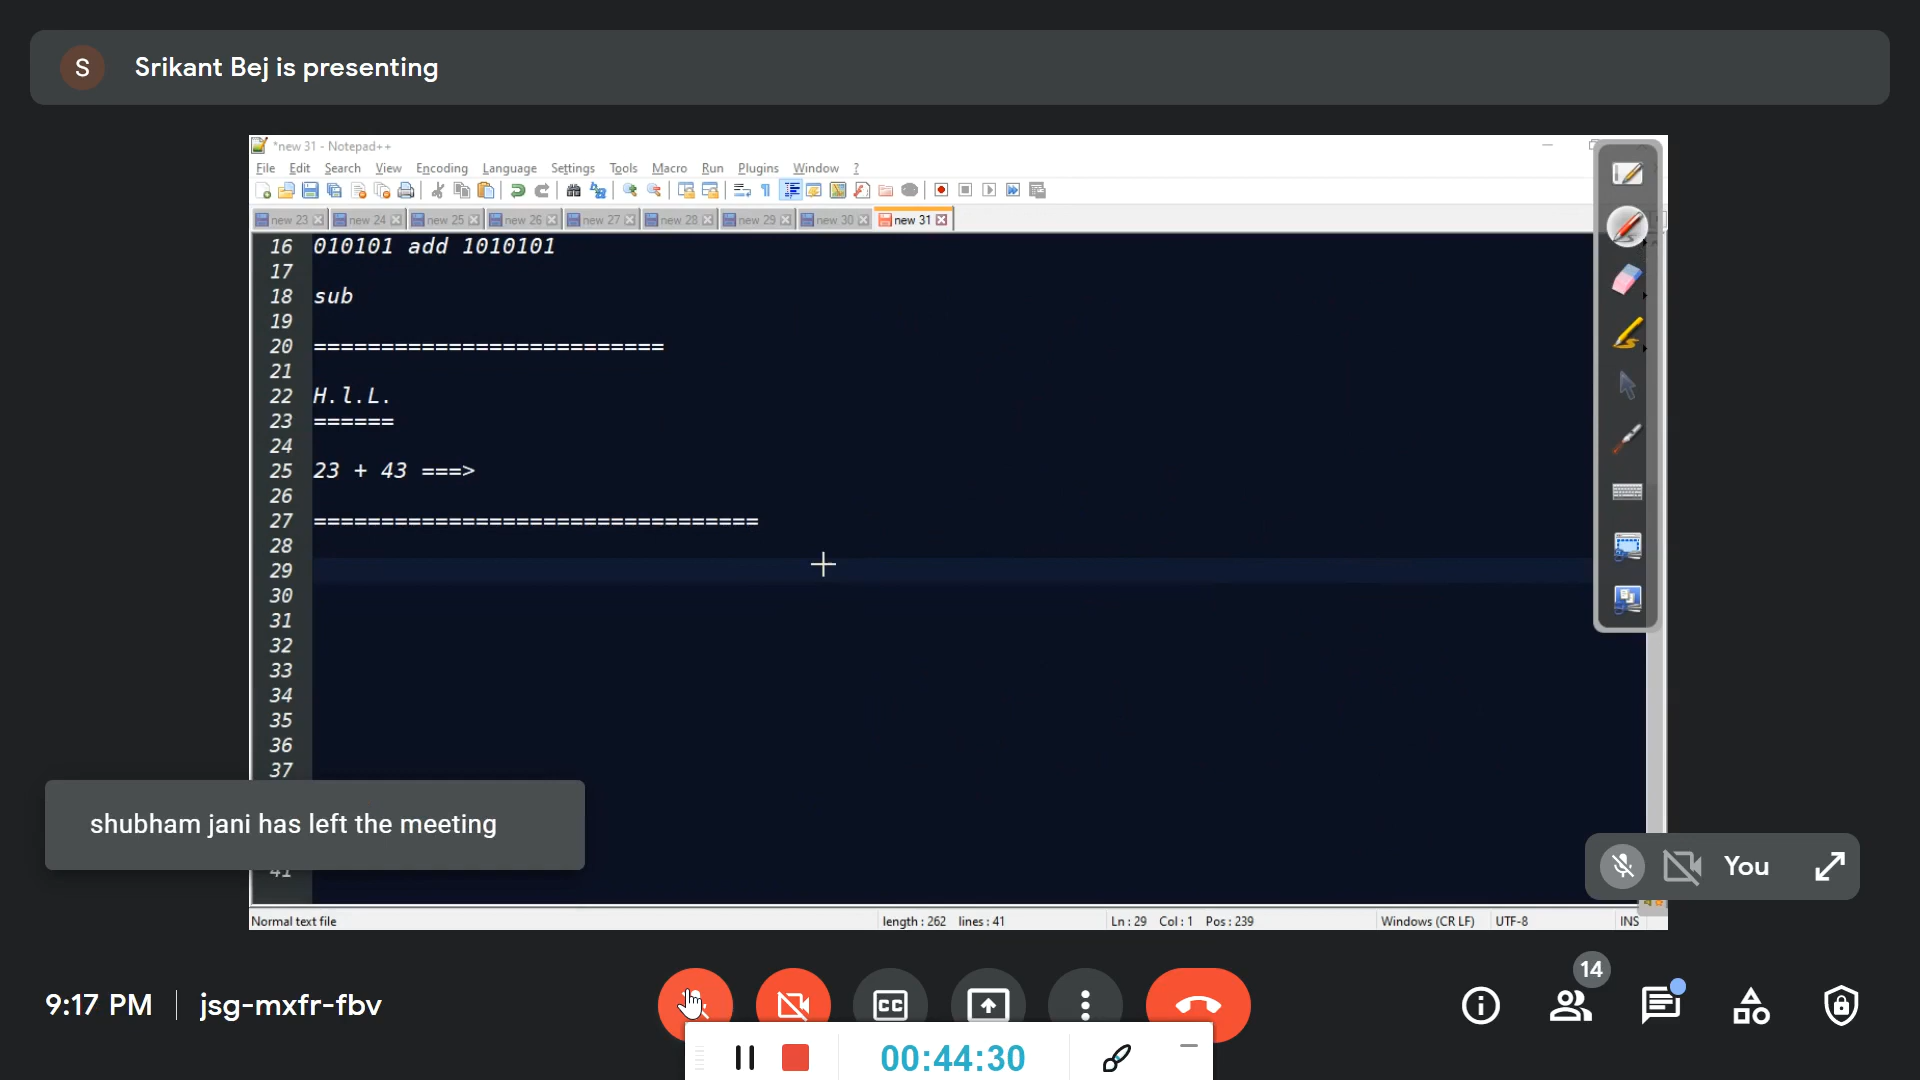 S Srikant Bej is presenting
*new 31 - Notepad++
File Edit Search View Encoding Language Settings Tools Macro Run Plugins Window ?
new 23 new 24 new 25 new 26 new 27 new 28 new 29 new 30 new 31
16 010101 add 1010101
17
18 sub
19
20 ==========================
21
22 H.l.L.
23 ======
24
25 23 + 43 ===>
26
27 =================================
28
29
30
31
32
33
34
35
36
37
shubham jani has left the meeting
41
You
Normal text file length : 262 lines : 41 Ln : 29 Col : 1 Pos : 239 Windows (CR LF) UTF-8 INS
14
9:17 PM jsg-mxfr-fbv
CC
00:44:30